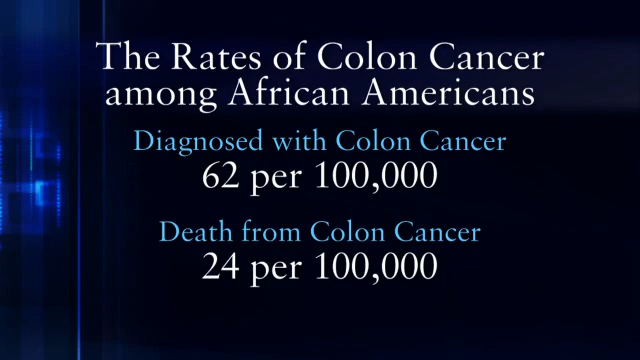 The Rates of Colon Cancer
among African Americans
Diagnosed with Colon Cancer
62 per 100,000
Death from Colon Cancer
24 per 100,000